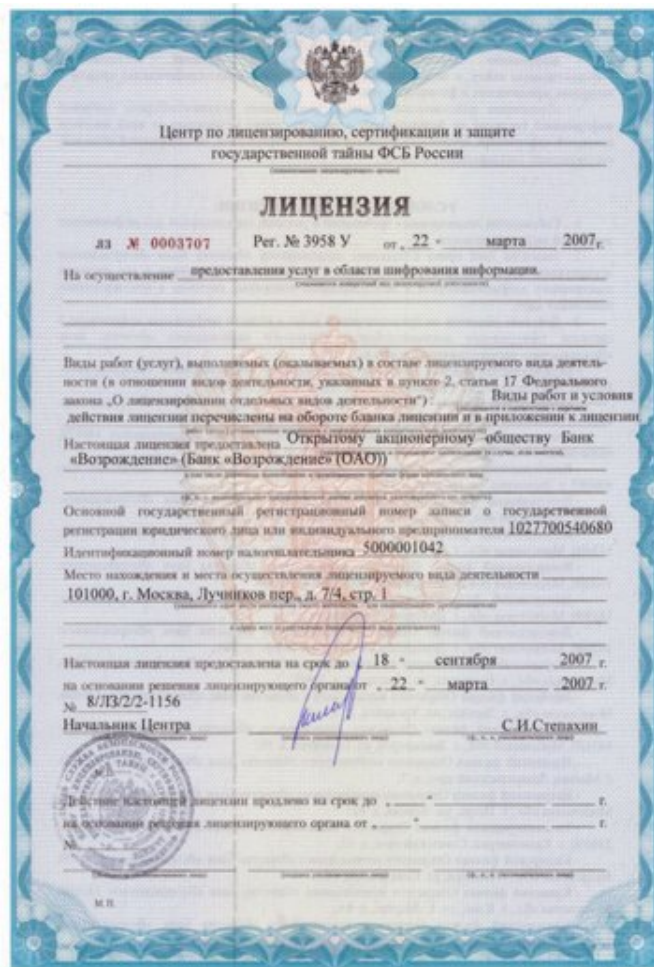 Центр по лицензированию, сертификации и защите
государственной тайны ФСБ России
ЛИЦЕНЗИЯ
ЛЗ № 0003707 Рег. № 3958 У от „ 22 “ марта 2007 г.
На осуществление предоставления услуг в области шифрования информации.
Виды работ (услуг), выполняемых (оказываемых) в составе лицензируемого вида деятель-
ности (в отношении видов деятельности, указанных в пункте 2, статьи 17 Федерального
закона „О лицензировании отдельных видов деятельности“) : Виды работ и условия
действия лицензии перечислены на обороте бланка лицензии и в приложении к лицензии
Настоящая лицензия предоставлена Открытому акционерному обществу Банк
«Возрождение» (Банк «Возрождение» (ОАО))
Основной государственный регистрационный номер записи о государственной
регистрации юридического лица или индивидуального предпринимателя 1027700540680
Идентификационный номер налогоплательщика 5000001042
Место нахождения и места осуществления лицензируемого вида деятельности
101000, г. Москва, Лучников пер., д. 7/4, стр. 1
Настоящая лицензия предоставлена на срок до „ 18 “ сентября 2007 г.
на основании решения лицензирующего органа от „ 22 “ марта 2007 г.
№ 8/ЛЗ/2/2-1156
Начальник Центра С.И.Степахин
М.П.
Действие настоящей лицензии продлено на срок до „ “ г.
на основании решения лицензирующего органа от „ “ г.
№
М.П.